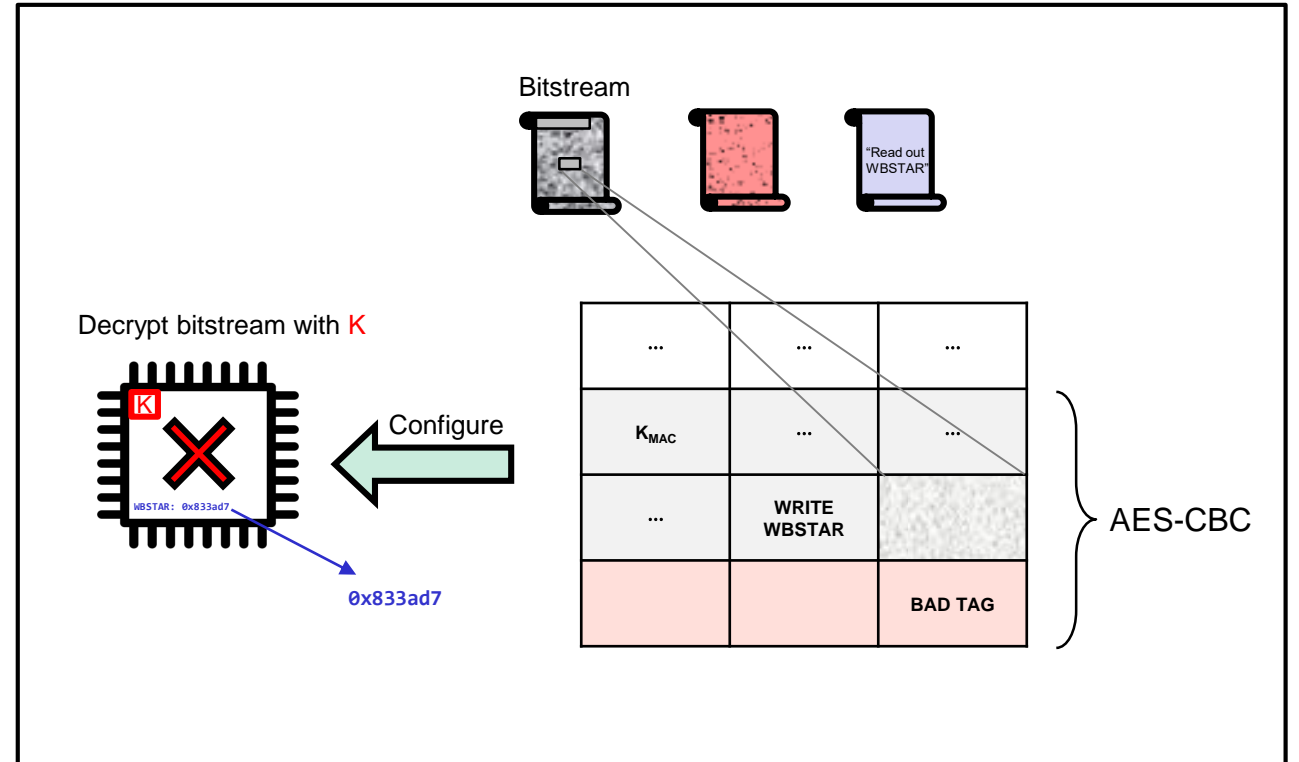 Bitstream
“Read out
WBSTAR”
Decrypt bitstream with K
K
WBSTAR: 0x833ad7
0x833ad7
Configure
... ... ...
KMAC ... ...
... WRITE
WBSTAR
BAD TAG
AES-CBC